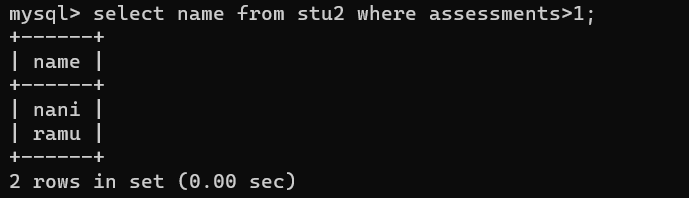 mysql> select name from stu2 where assessments>1;
+------+
| name |
+------+
| nani |
| ramu |
+------+
2 rows in set (0.00 sec)